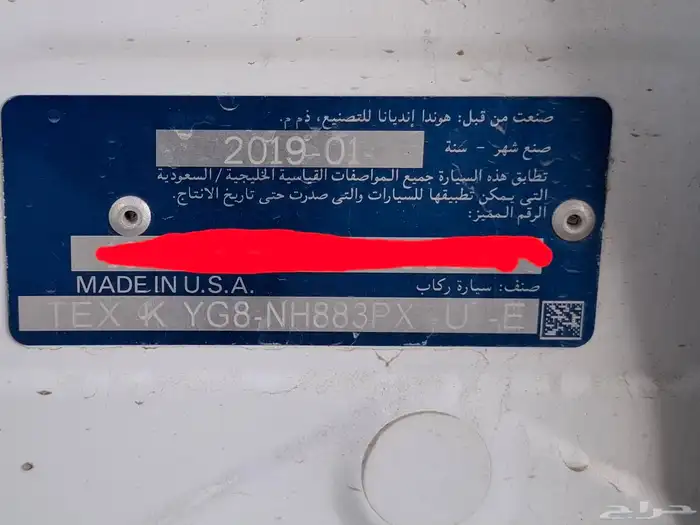 صنعت من قبل: هوندا إنديانا للتصنيع، ذ.م.م.
صنع شهر - سنة 2019-01
تطابق هذه السيارة جميع المواصفات القياسية الخليجية/السعودية
التي يمكن تطبيقها للسيارات والتي صدرت حتى تاريخ الانتاج.
الرقم المميز:
صنف: سيارة ركاب
MADE IN U.S.A.
TEX K YG8-NH883PX -U -E
حراج